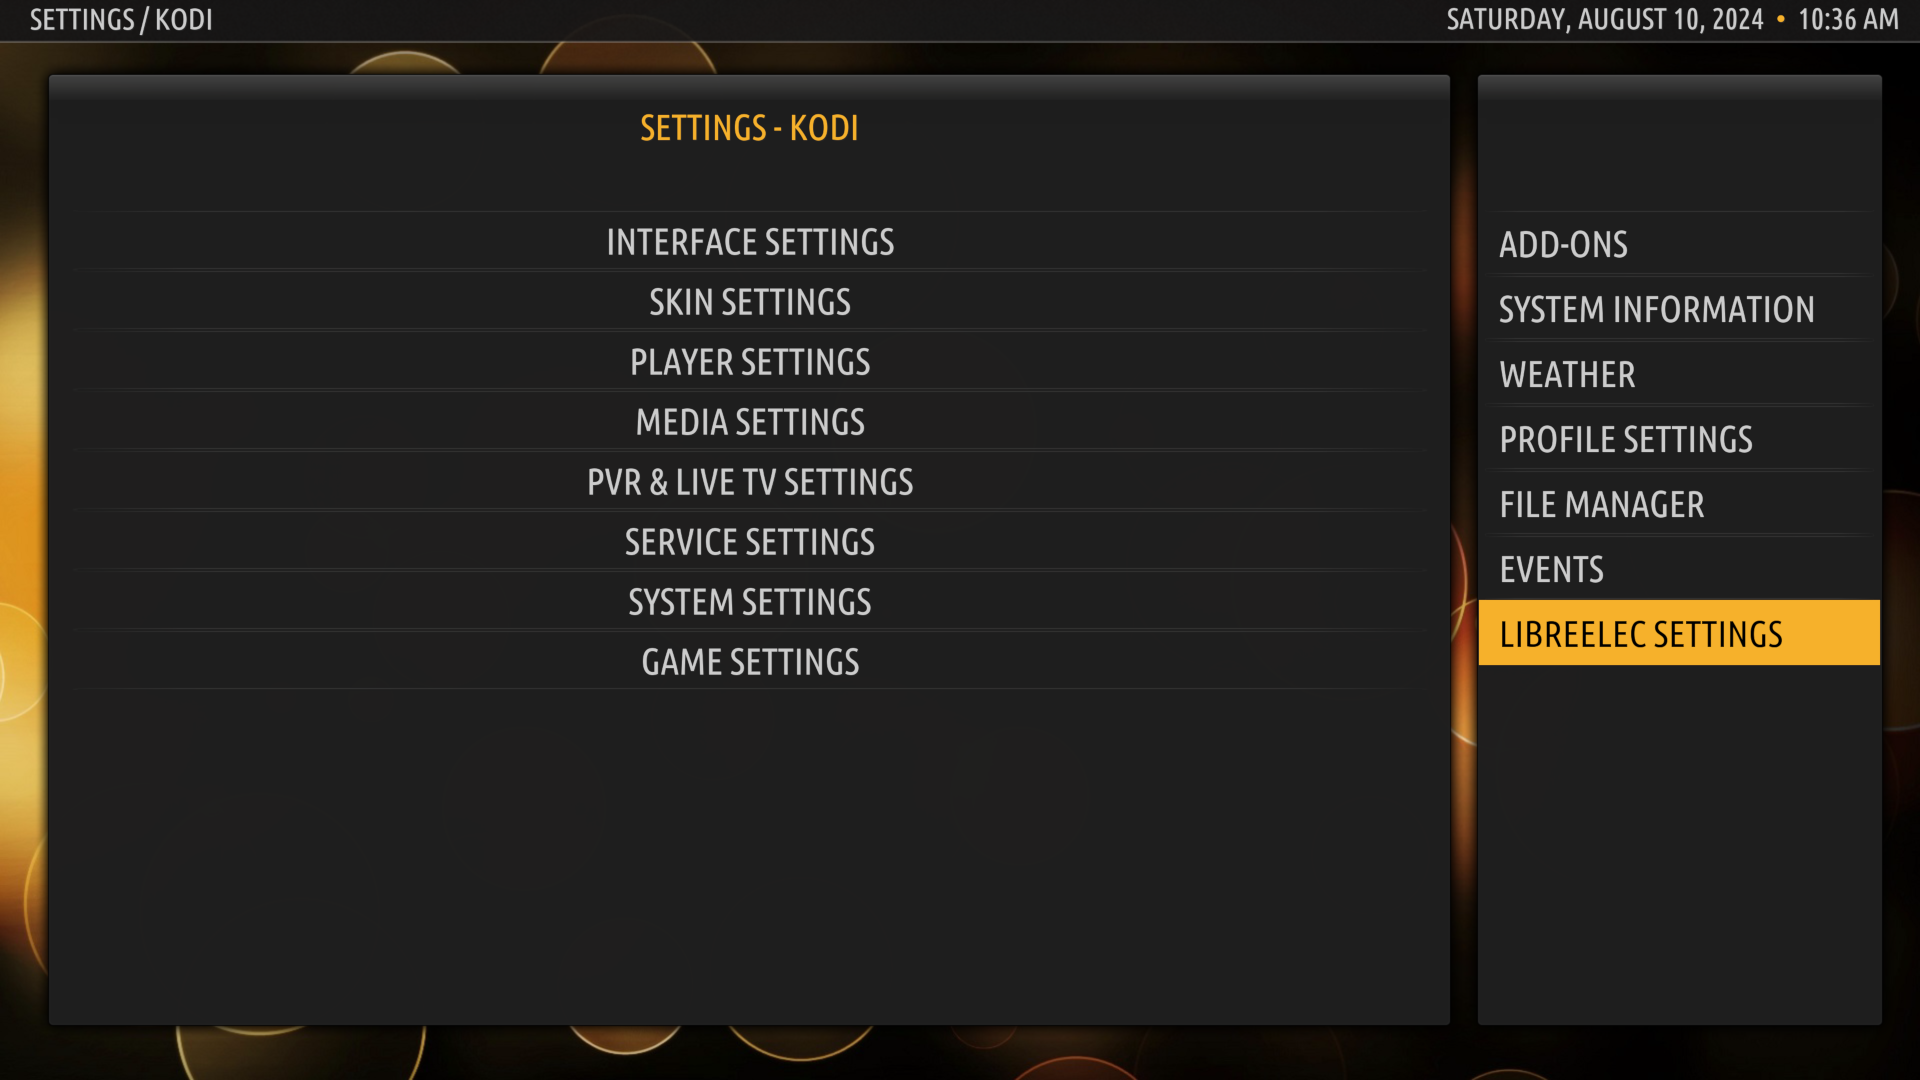 SETTINGS / KODI
SATURDAY, AUGUST 10, 2024 • 10:36 AM
SETTINGS - KODI
INTERFACE SETTINGS
SKIN SETTINGS
PLAYER SETTINGS
MEDIA SETTINGS
PVR & LIVE TV SETTINGS
SERVICE SETTINGS
SYSTEM SETTINGS
GAME SETTINGS
ADD-ONS
SYSTEM INFORMATION
WEATHER
PROFILE SETTINGS
FILE MANAGER
EVENTS
LIBREELEC SETTINGS